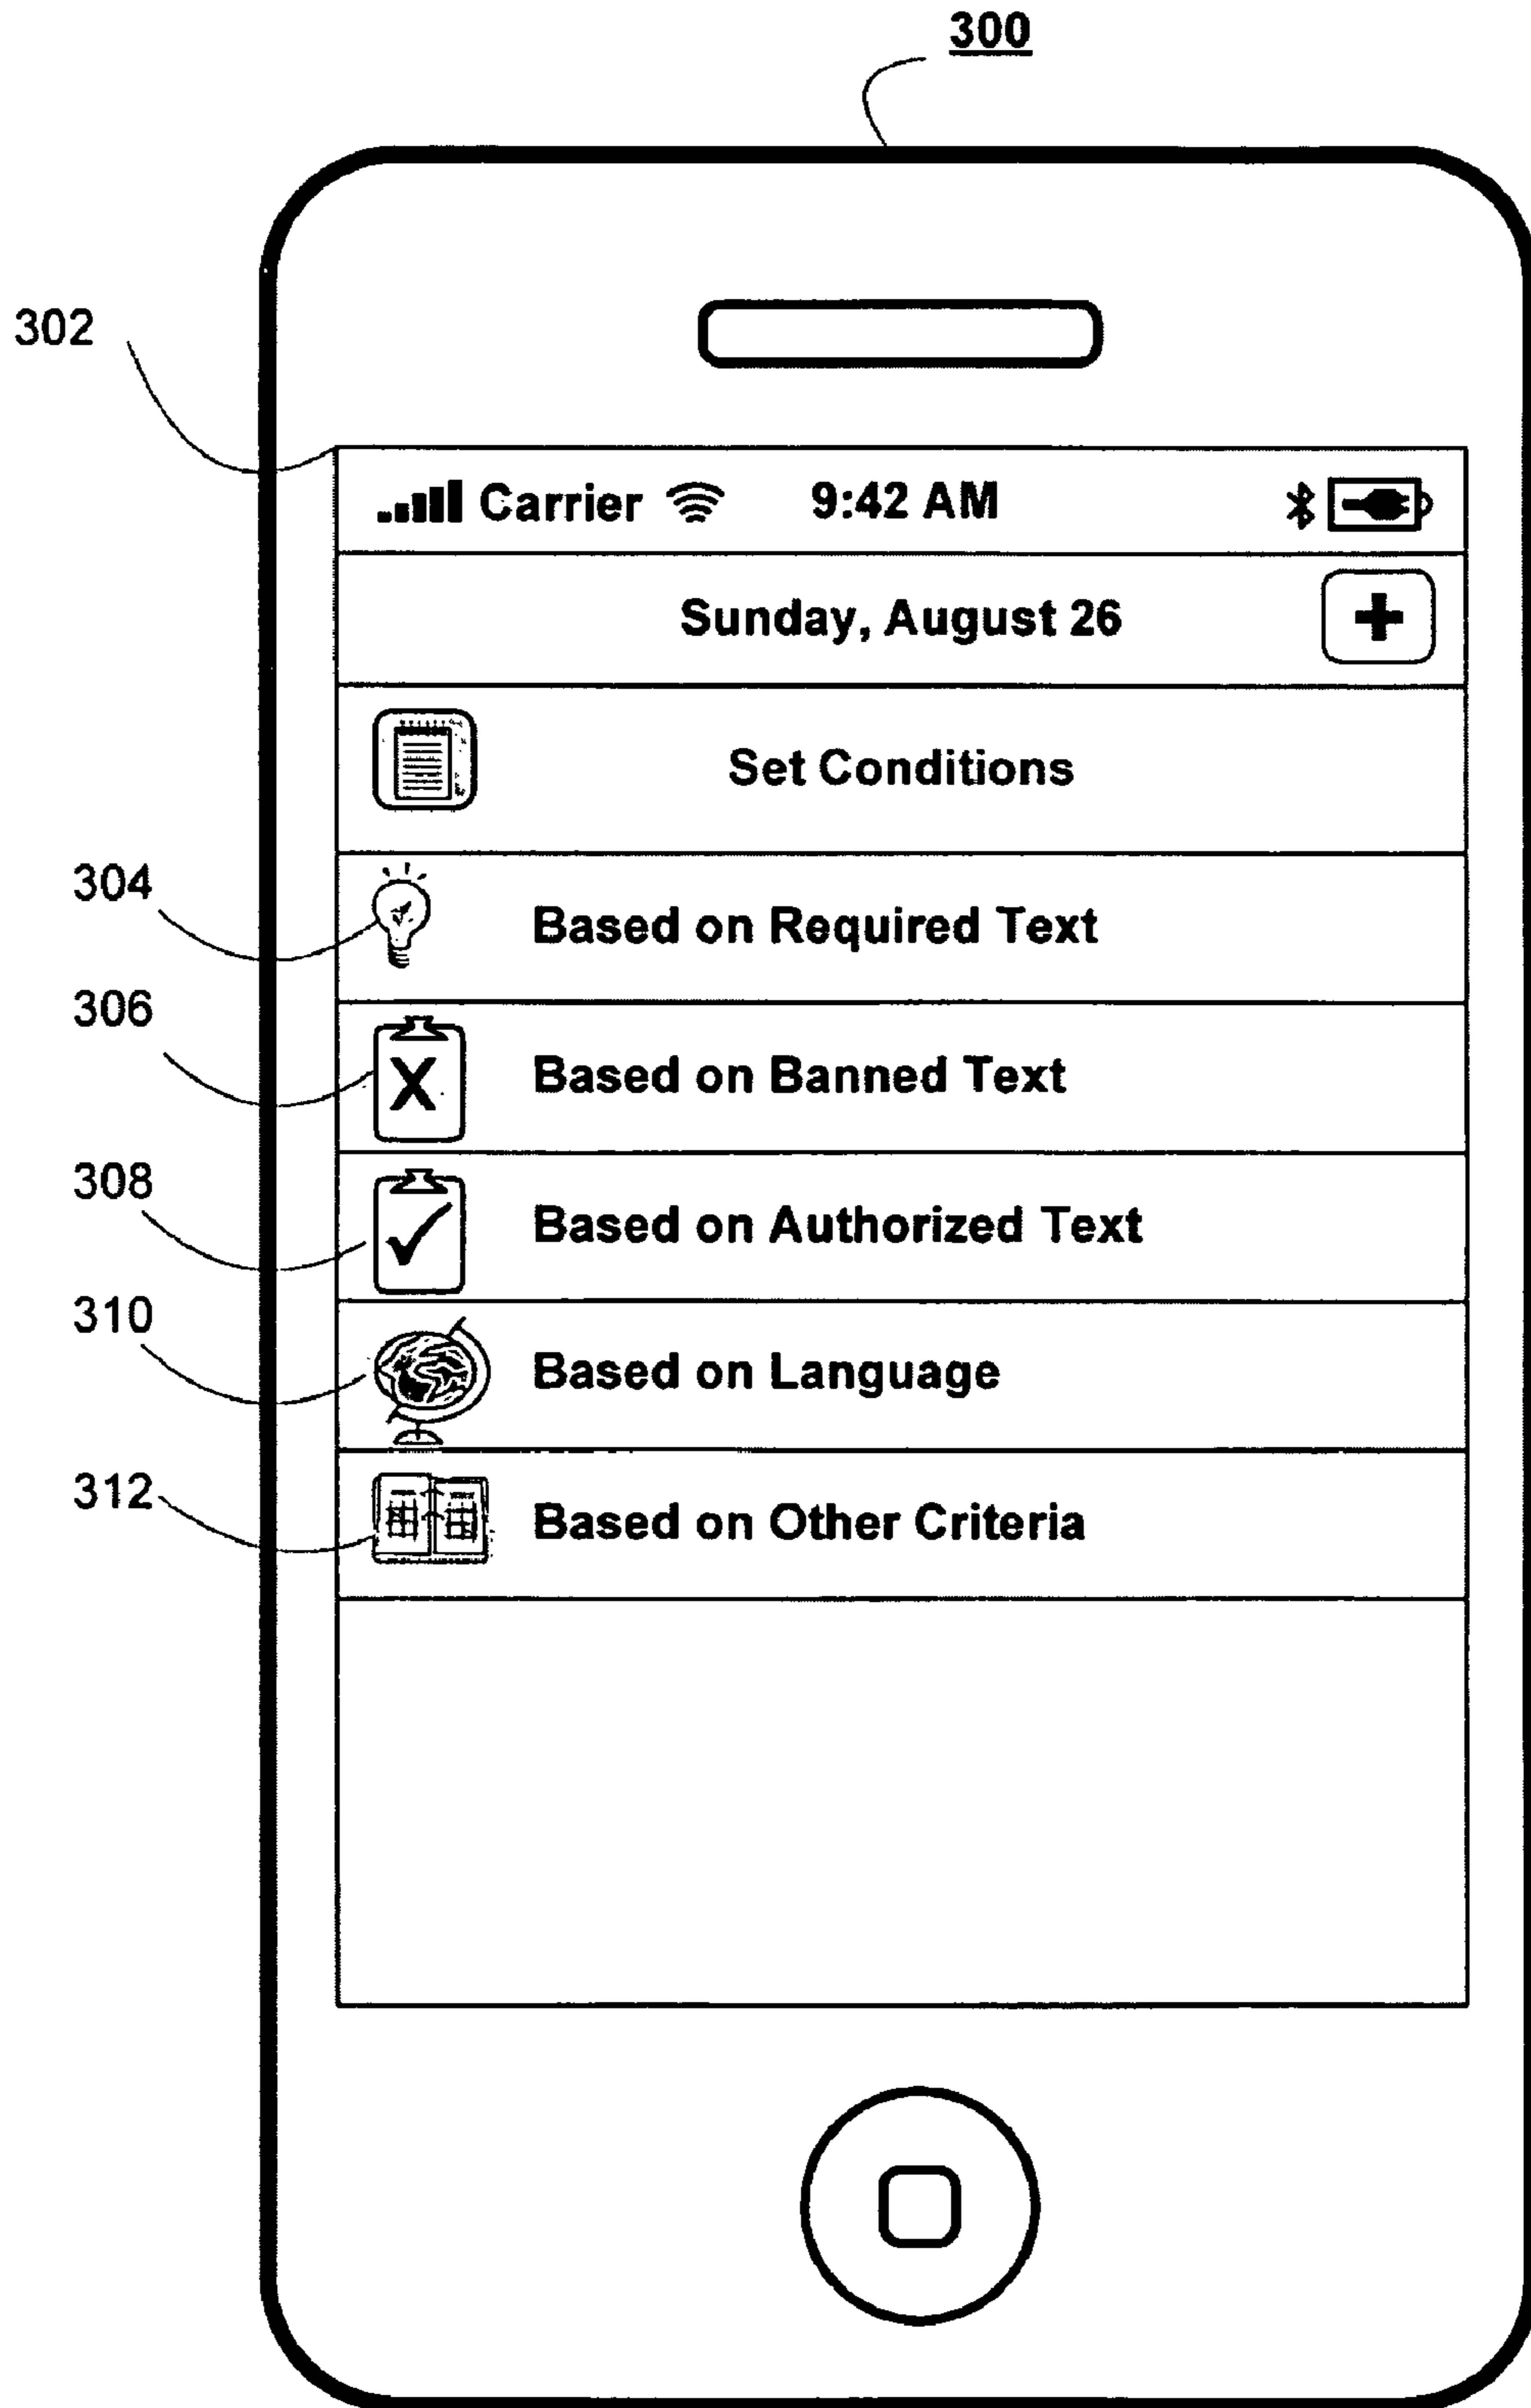 300
302
Carrier 9:42 AM
Sunday, August 26
Set Conditions
304
Based on Required Text
306
X
Based on Banned Text
308
Based on Authorized Text
310
Based on Language
312
Based on Other Criteria